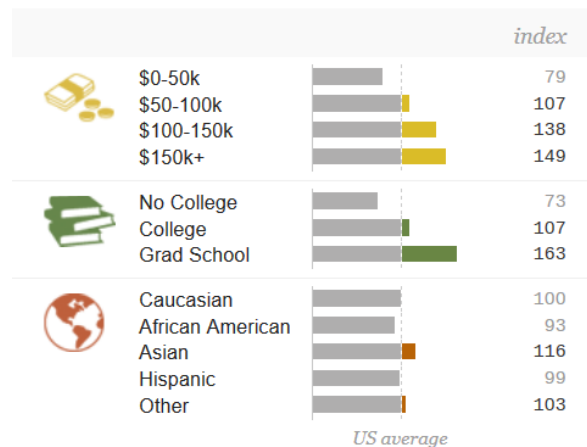 index
$0-50k 79
$50-100k 107
$100-150k 138
$150k+ 149
No College 73
College 107
Grad School 163
Caucasian 100
African American 93
Asian 116
Hispanic 99
Other 103
US average